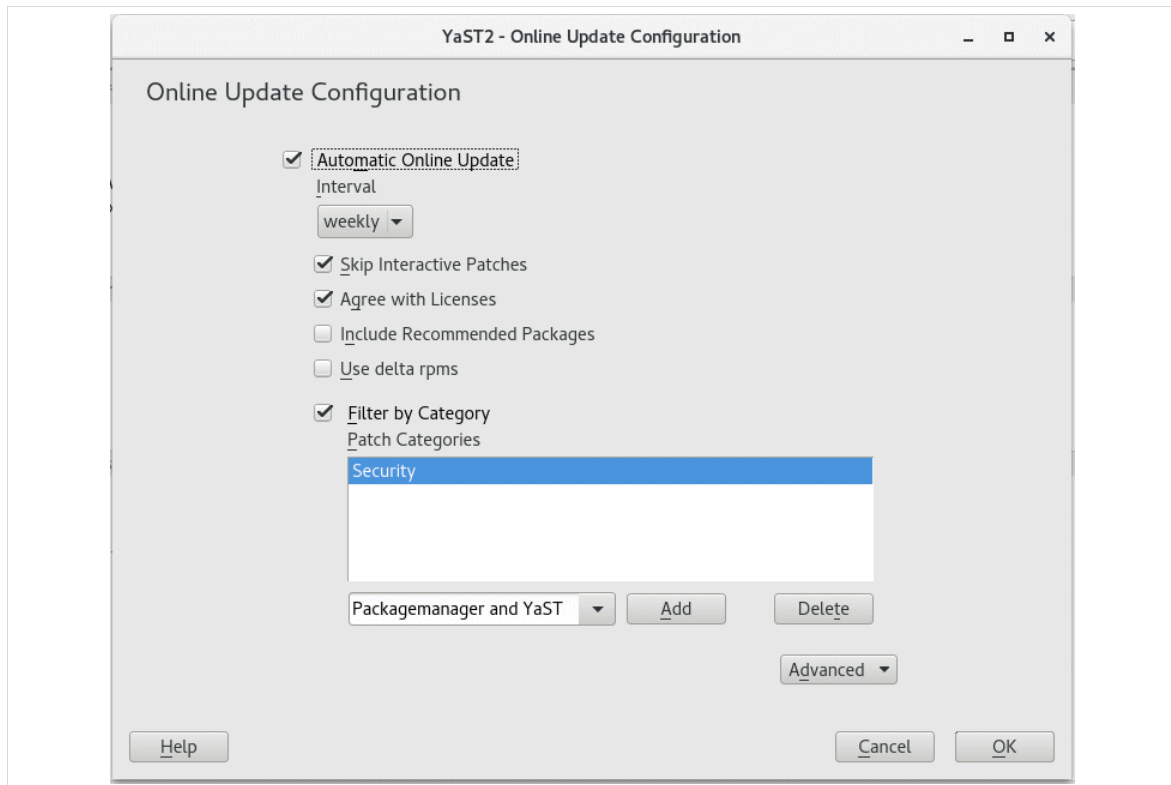 YaST2 - Online Update Configuration
Online Update Configuration
Automatic Online Update
Interval
weekly
Skip Interactive Patches
Agree with Licenses
Include Recommended Packages
Use delta rpms
Filter by Category
Patch Categories
Security
Packagemanager and YaST
Add
Delete
Advanced
Help
Cancel
OK